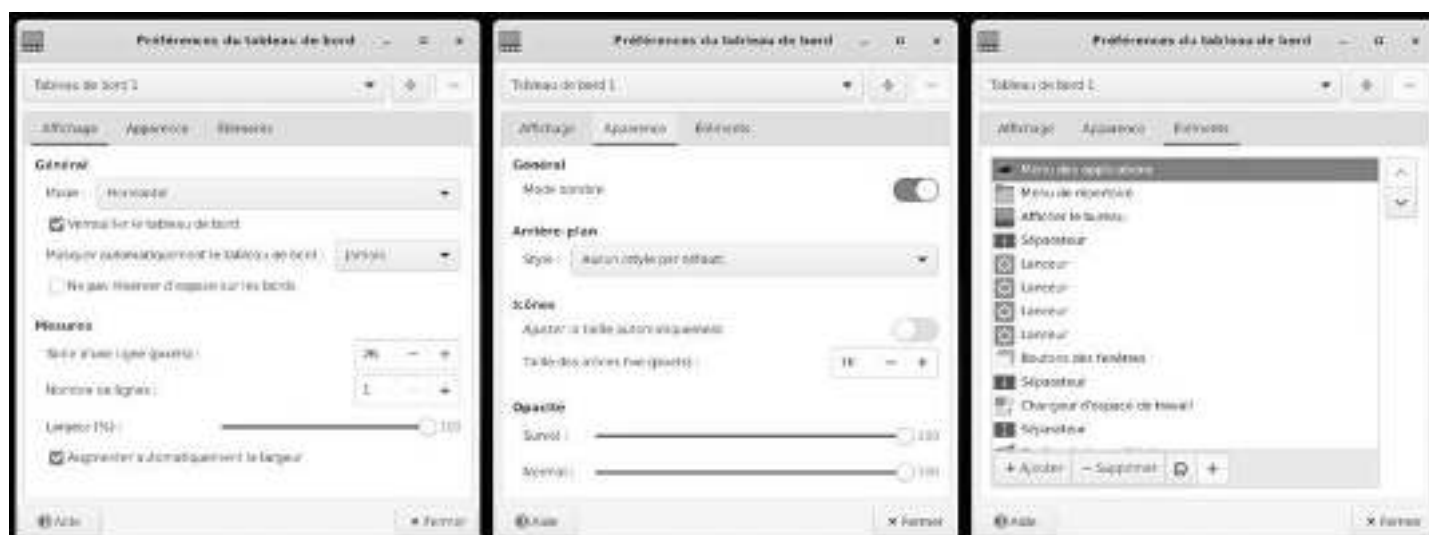 Préférences du tableau de bord
Tableau de bord 1
Affichage Apparence Éléments
Général
Mode : Horizontal
Verrouiller le tableau de bord
Masquer automatiquement le tableau de bord : Jamais
Ne pas réserver d'espace sur les bords
Mesures
Taille d'une ligne (pixels) : 26
Nombre de lignes : 1
Largeur (%) : 100
Augmenter automatiquement la largeur
Aide Fermer
Préférences du tableau de bord
Tableau de bord 1
Affichage Apparence Éléments
Général
Mode sombre
Arrière-plan
Style : Aucun (style par défaut)
Icônes
Ajuster la taille automatiquement
Taille des icônes fixe (pixels) : 16
Opacité
Survol : 100
Normal : 100
Aide Fermer
Préférences du tableau de bord
Tableau de bord 1
Affichage Apparence Éléments
Menu des applications
Menu de répertoire
Afficher le bureau
Séparateur
Lanceur
Lanceur
Lanceur
Lanceur
Boutons des fenêtres
Séparateur
Changeur d'espace de travail
Séparateur
Ajouter Supprimer
Aide Fermer